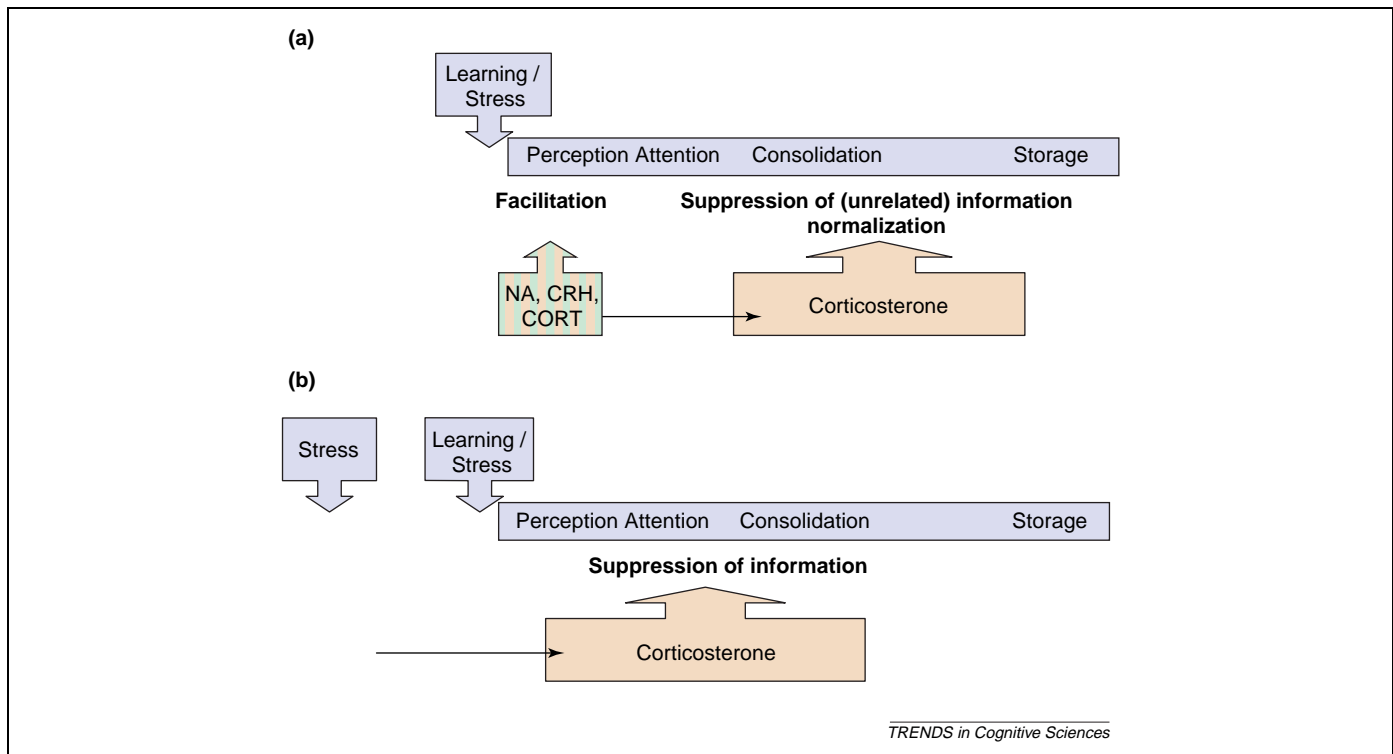 (a)
Learning /
Stress
Perception Attention Consolidation Storage
Facilitation
Suppression of (unrelated) information
normalization
NA, CRH,
CORT
Corticosterone
(b)
Stress
Learning /
Stress
Perception Attention Consolidation Storage
Suppression of information
Corticosterone
TRENDS in Cognitive Sciences